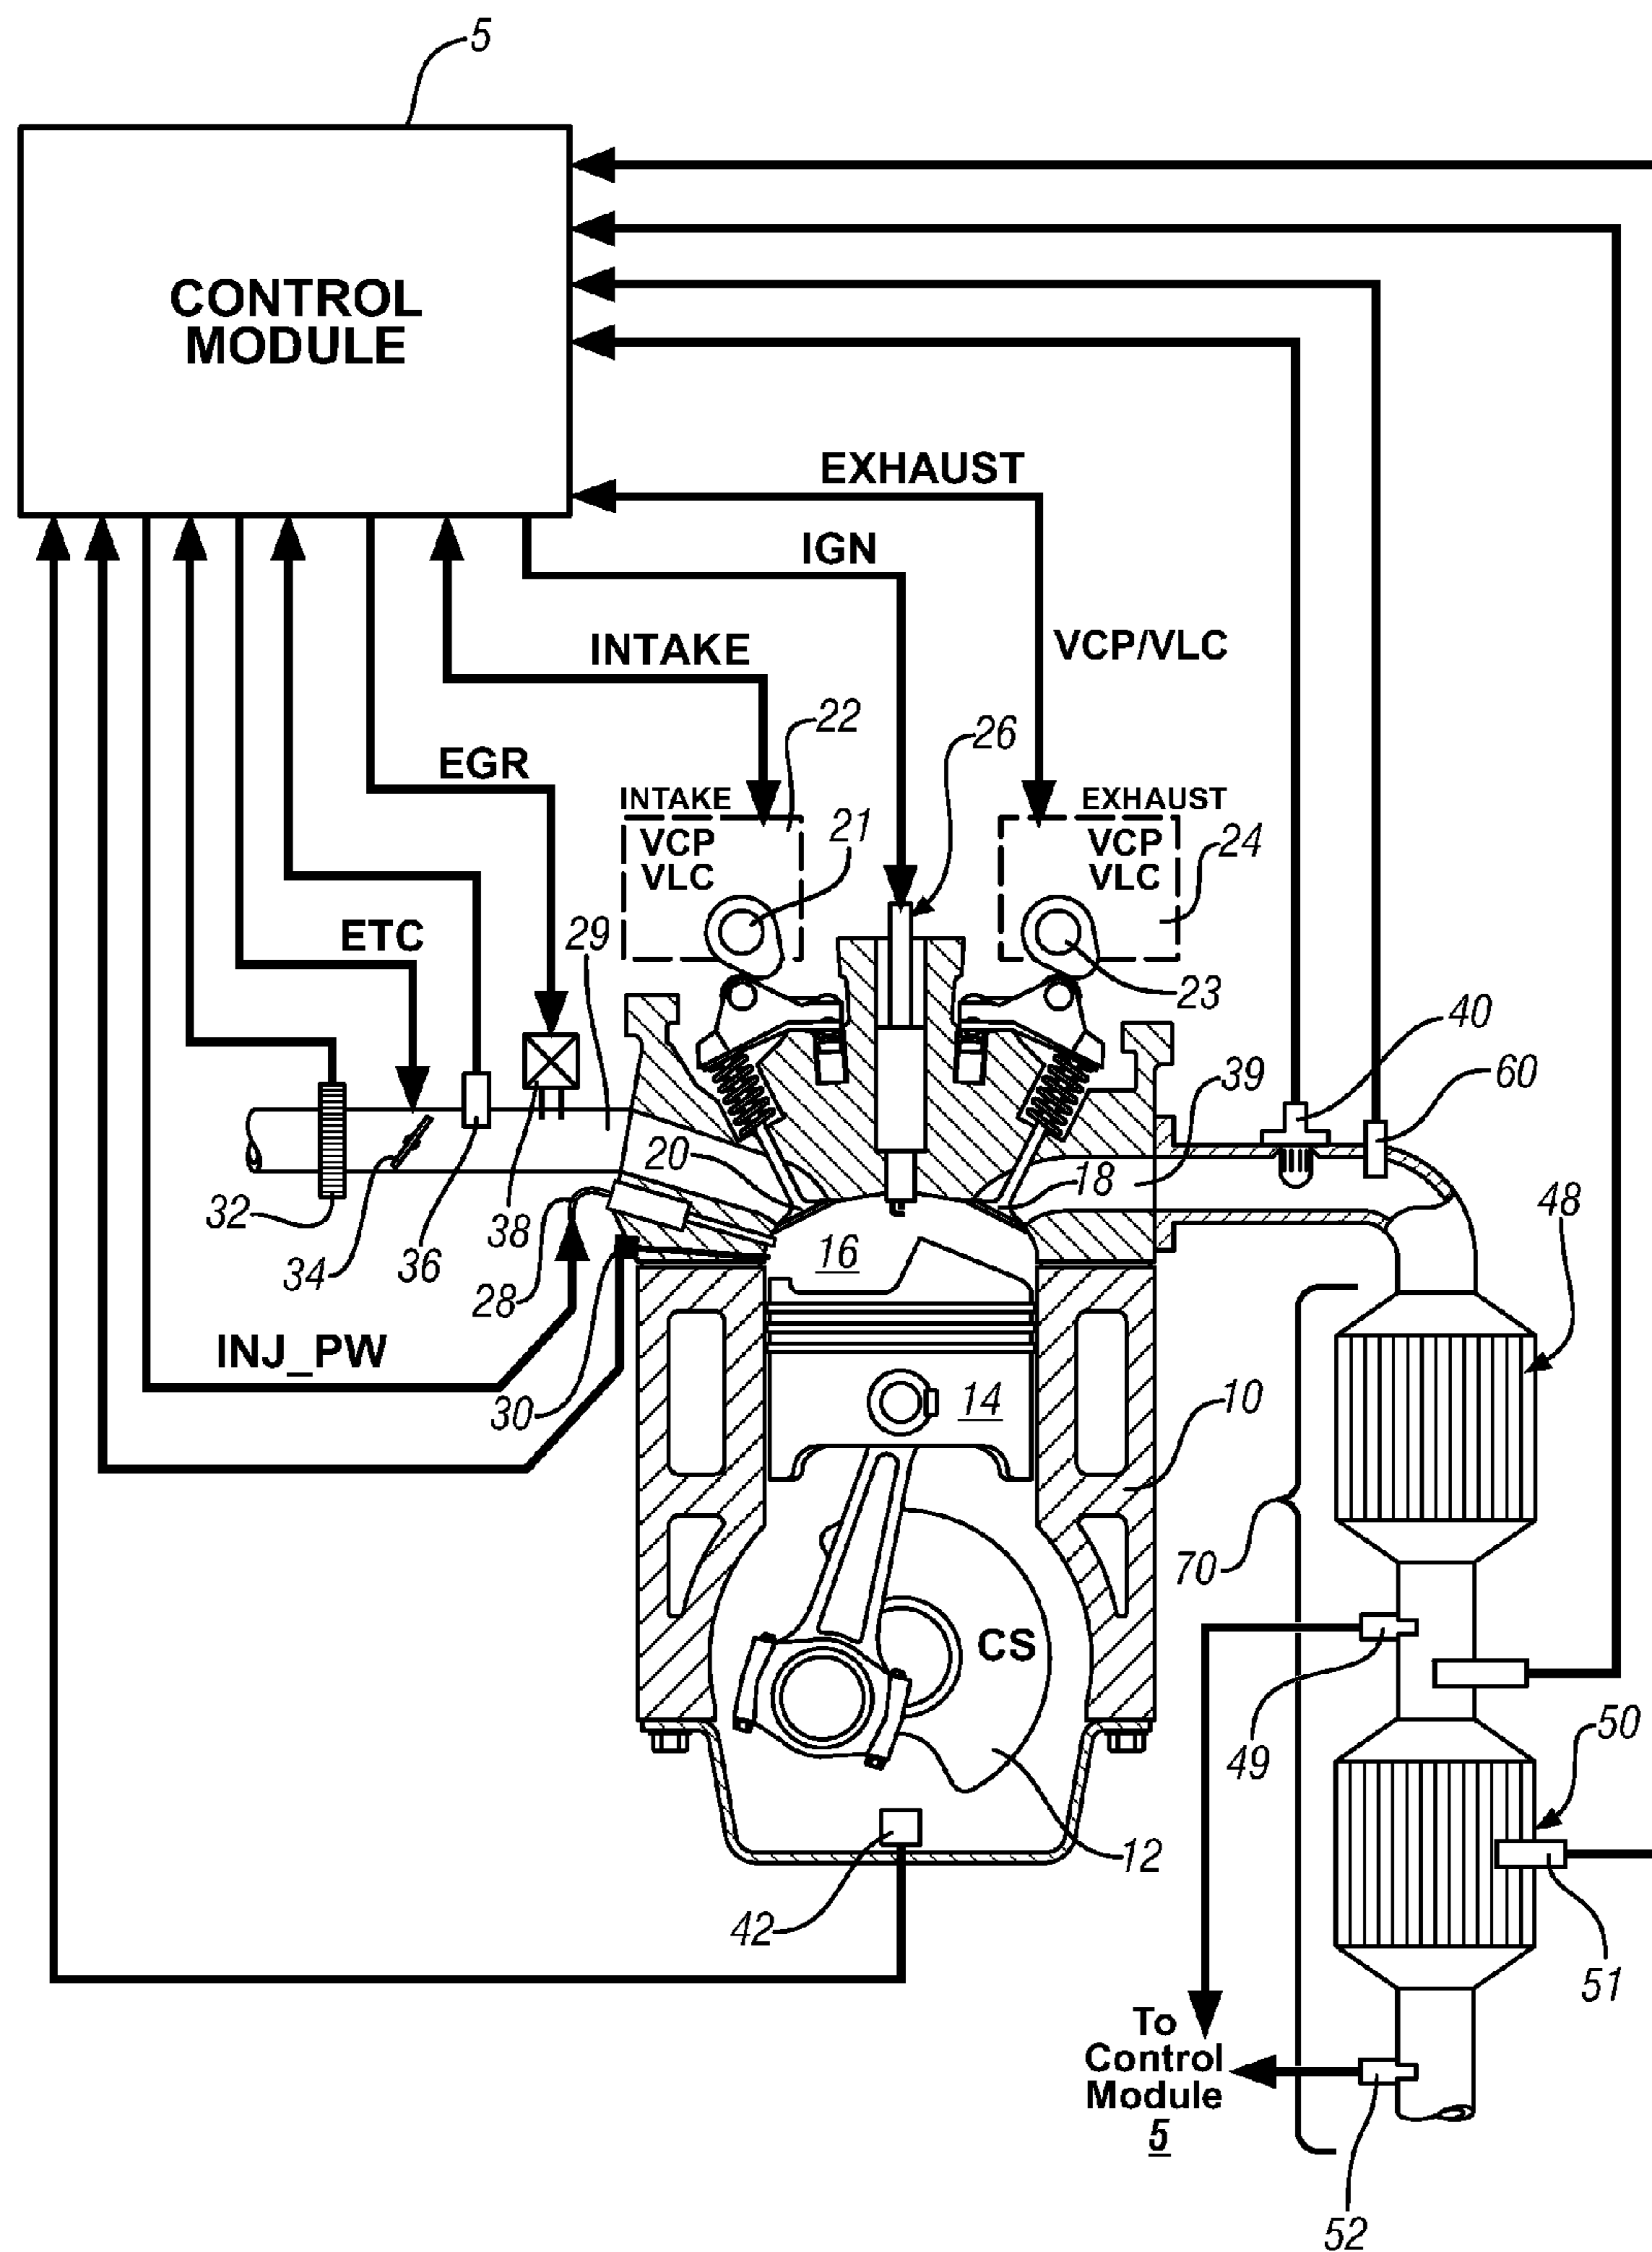 5
CONTROL
MODULE
EXHAUST
IGN
INTAKE
VCP/VLC
22
26
EGR
INTAKE
EXHAUST
VCP
VLC
21
VCP
VLC
24
ETC
29
23
40
39
60
20
18
32
38
48
34
36
28
16
INJ_PW
30
14
10
70
CS
49
50
12
42
51
To
Control
Module
5
52